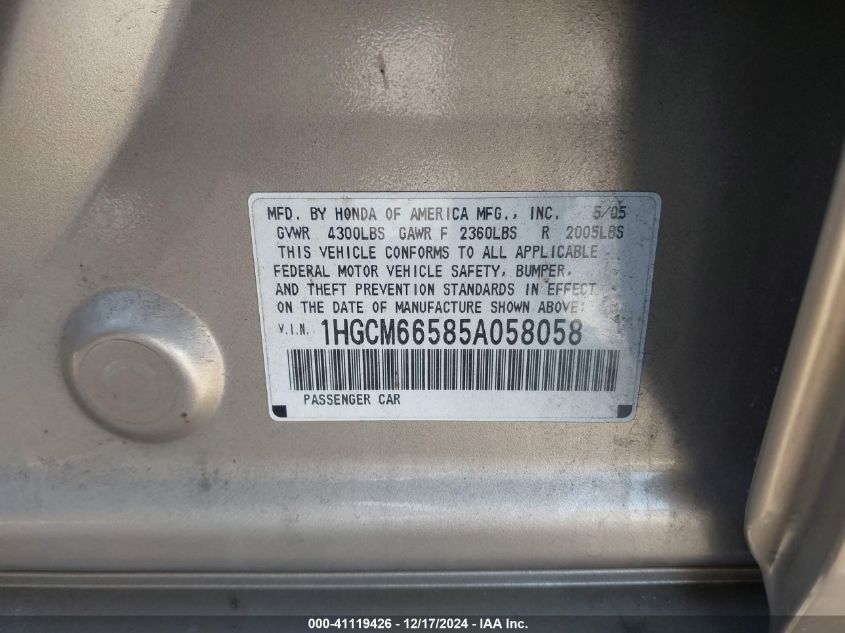 MFD. BY HONDA OF AMERICA MFG., INC. 5/05
GVWR 4300LBS GAWR F 2360LBS R 2005LBS
THIS VEHICLE CONFORMS TO ALL APPLICABLE
FEDERAL MOTOR VEHICLE SAFETY, BUMPER,
AND THEFT PREVENTION STANDARDS IN EFFECT
ON THE DATE OF MANUFACTURE SHOWN ABOVE:
V.I.N. 1HGCM66585A058058
PASSENGER CAR
000-41119426 - 12/17/2024 - IAA Inc.